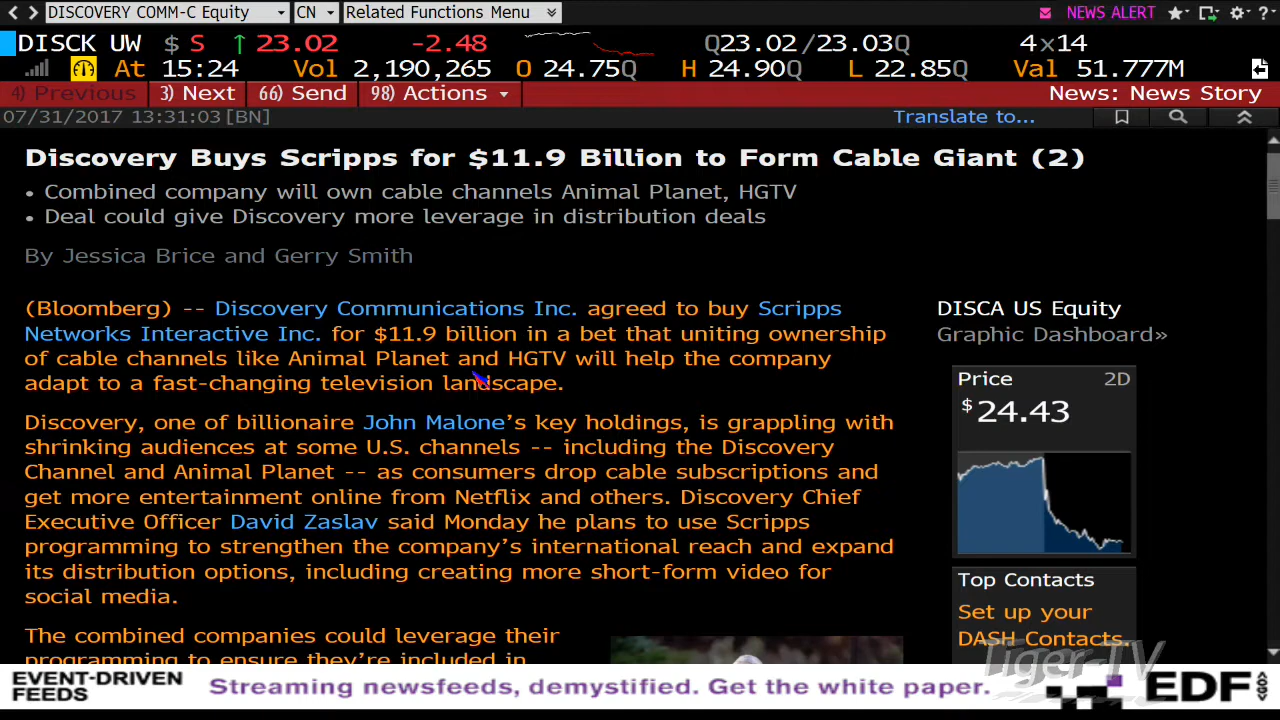 DISCOVERY COMM-C Equity CN Related Functions Menu NEWS ALERT ?
DISCK UW $ S ↑ 23.02 -2.48 Q23.02/23.03Q 4x14
At 15:24 Vol 2,190,265 O 24.75Q H 24.90Q L 22.85Q Val 51.777M
4) Previous 3) Next 66) Send 98) Actions News: News Story
07/31/2017 13:31:03 [BN] Translate to...
Discovery Buys Scripps for $11.9 Billion to Form Cable Giant (2)
• Combined company will own cable channels Animal Planet, HGTV
• Deal could give Discovery more leverage in distribution deals
By Jessica Brice and Gerry Smith
(Bloomberg) -- Discovery Communications Inc. agreed to buy Scripps
Networks Interactive Inc. for $11.9 billion in a bet that uniting ownership
of cable channels like Animal Planet and HGTV will help the company
adapt to a fast-changing television landscape.
Discovery, one of billionaire John Malone's key holdings, is grappling with
shrinking audiences at some U.S. channels -- including the Discovery
Channel and Animal Planet -- as consumers drop cable subscriptions and
get more entertainment online from Netflix and others. Discovery Chief
Executive Officer David Zaslav said Monday he plans to use Scripps
programming to strengthen the company's international reach and expand
its distribution options, including creating more short-form video for
social media.
The combined companies could leverage their
programming to ensure they're included in
DISCA US Equity
Graphic Dashboard»
Price 2D
$24.43
Top Contacts
Set up your
DASH Contacts.
Tiger-TV
EVENT-DRIVEN
FEEDS
Streaming newsfeeds, demystified. Get the white paper.
EDF